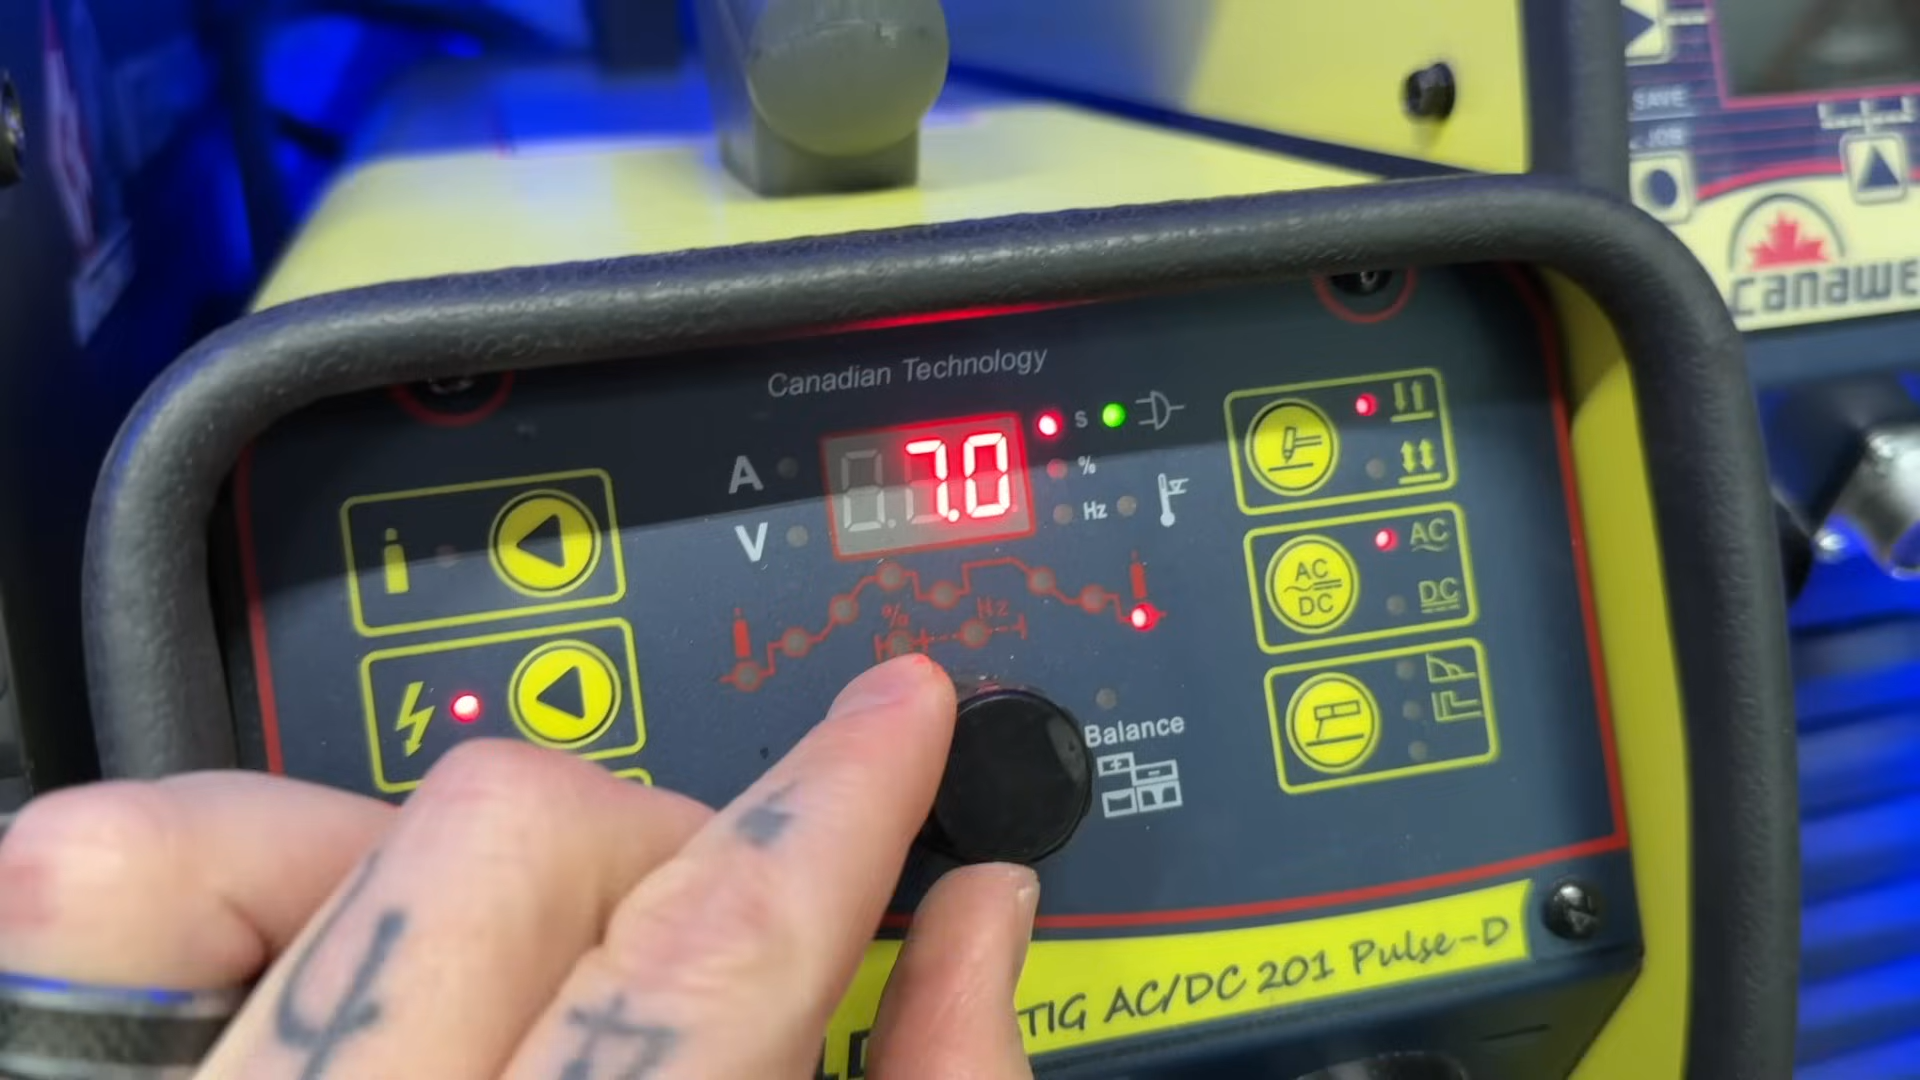 SAVE
JOB
canawe
Canadian Technology
A
V
7.0
S
%
Hz
%
Hz
AC
DC
AC
DC
Balance
TIG AC/DC 201 Pulse-D